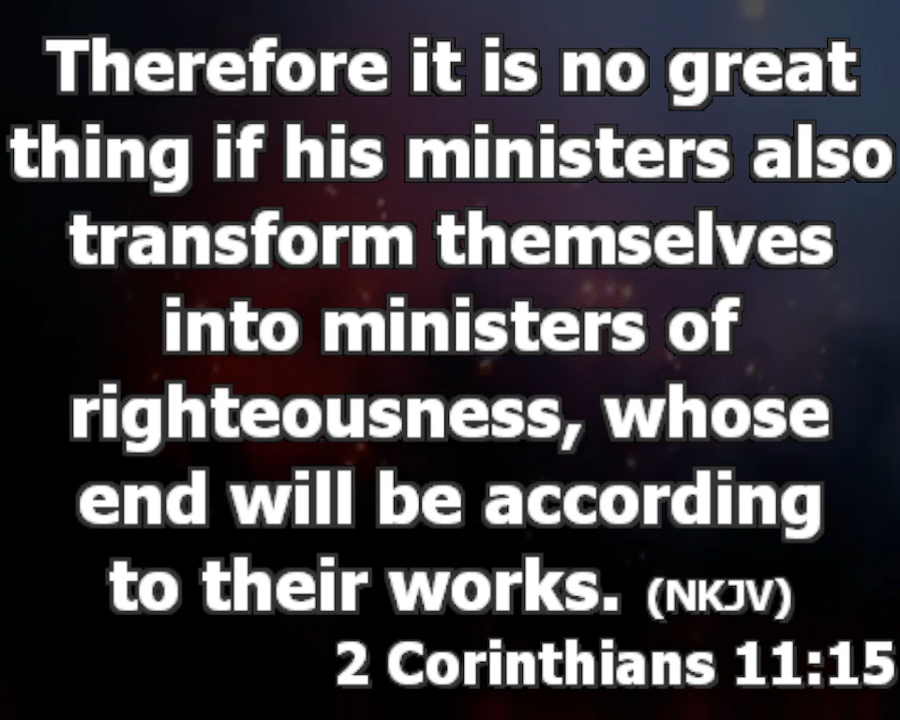 Therefore it is no great
thing if his ministers also
transform themselves
into ministers of
righteousness, whose
end will be according
to their works. (NKJV)
2 Corinthians 11:15